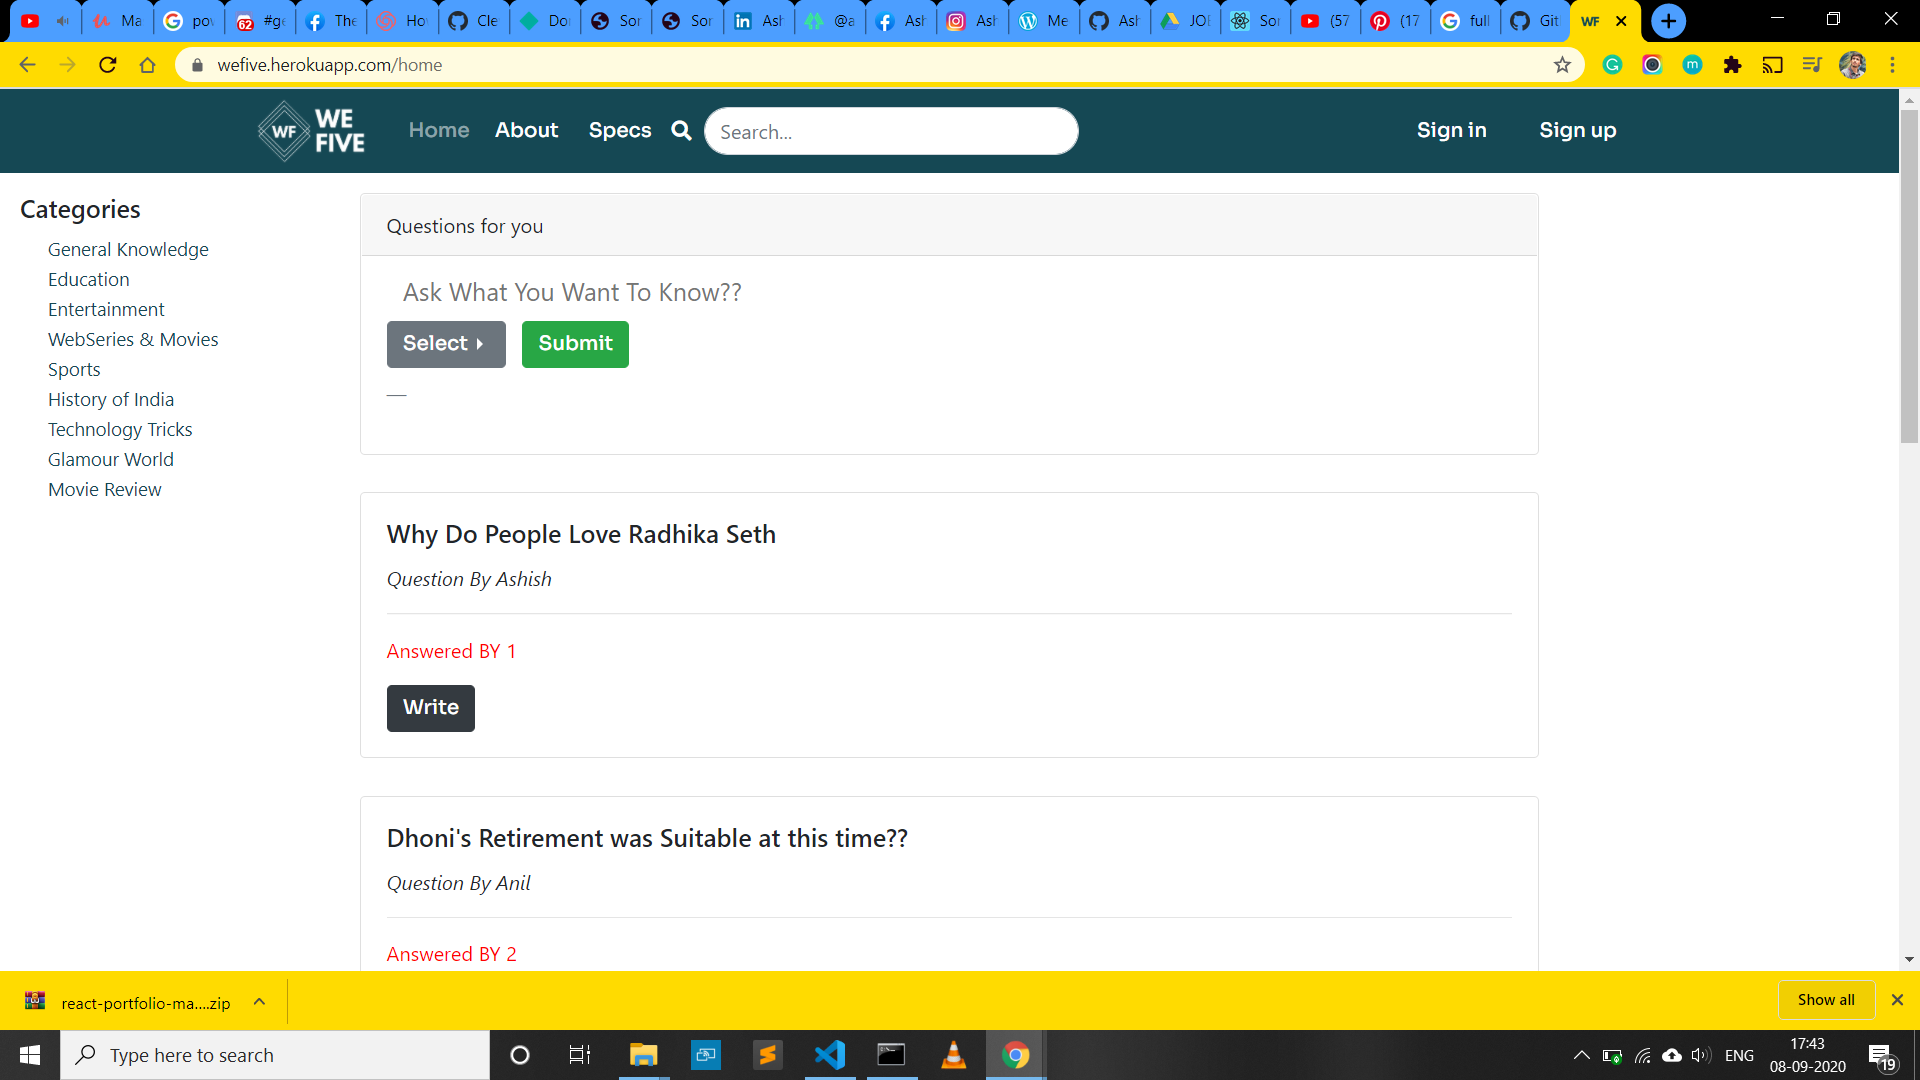 Ma
pov
#ge
The
Hov
Cle
Dor
Sor
Sor
Ash
@a
Ash
Ash
Me
Ash
JOB
Sor
(57
(17
full
Git
WF
wefive.herokuapp.com/home
WF WE FIVE
Home About Specs Search... Sign in Sign up
Categories
General Knowledge
Education
Entertainment
WebSeries & Movies
Sports
History of India
Technology Tricks
Glamour World
Movie Review
Questions for you
Ask What You Want To Know??
Select Submit
—
Why Do People Love Radhika Seth
Question By Ashish
Answered BY 1
Write
Dhoni's Retirement was Suitable at this time??
Question By Anil
Answered BY 2
react-portfolio-ma....zip
Show all
Type here to search
ENG
17:43
08-09-2020
19